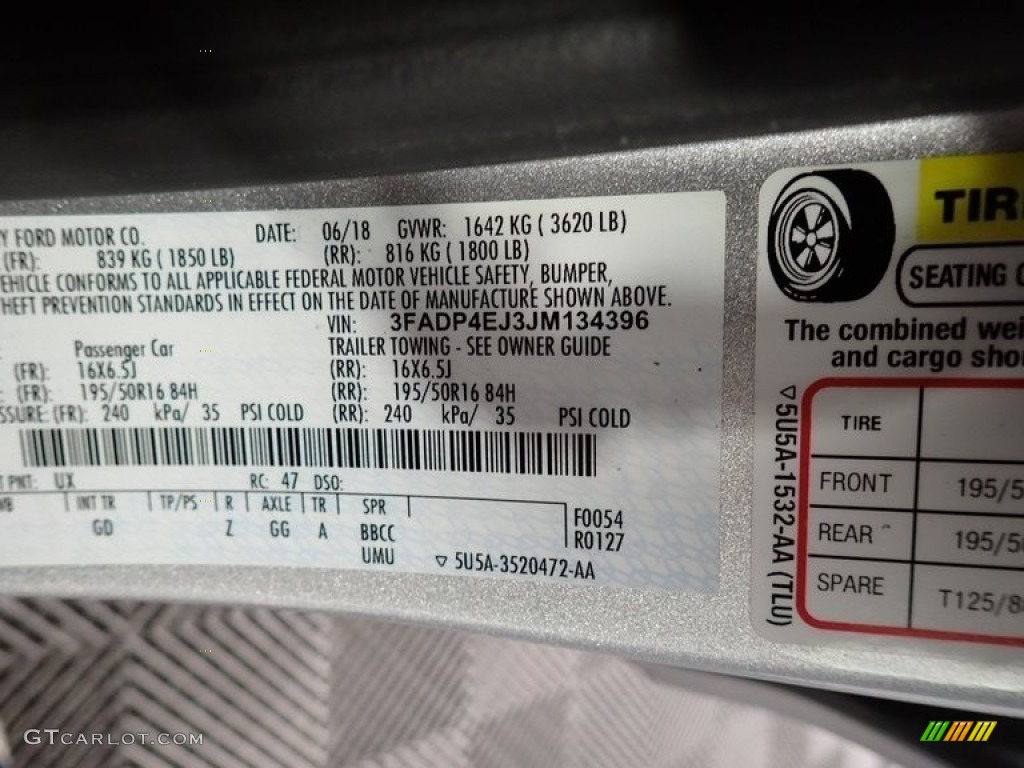 Y FORD MOTOR CO. DATE: 06/18 GVWR: 1642 KG ( 3620 LB)
(FR): 839 KG ( 1850 LB) (RR): 816 KG ( 1800 LB)
EHICLE CONFORMS TO ALL APPLICABLE FEDERAL MOTOR VEHICLE SAFETY, BUMPER,
THEFT PREVENTION STANDARDS IN EFFECT ON THE DATE OF MANUFACTURE SHOWN ABOVE.
VIN: 3FADP4EJ3JM134396
Passenger Car TRAILER TOWING - SEE OWNER GUIDE
(FR): 16X6.5J (RR): 16X6.5J
(FR): 195/50R16 84H (RR): 195/50R16 84H
SSURE: (FR): 240 kPa/ 35 PSI COLD (RR): 240 kPa/ 35 PSI COLD
T PNT: UX RC: 47 DSO:
WB INT TR TP/PS R AXLE TR SPR
GD Z GG A BBCC
UMU
F0054
R0127
▽ 5U5A-3520472-AA
TIR
SEATING C
The combined wei
and cargo sho
▽5U5A-1532-AA (TLU)
TIRE
FRONT 195/5
REAR 195/5
SPARE T125/8
GTCARLOT.COM